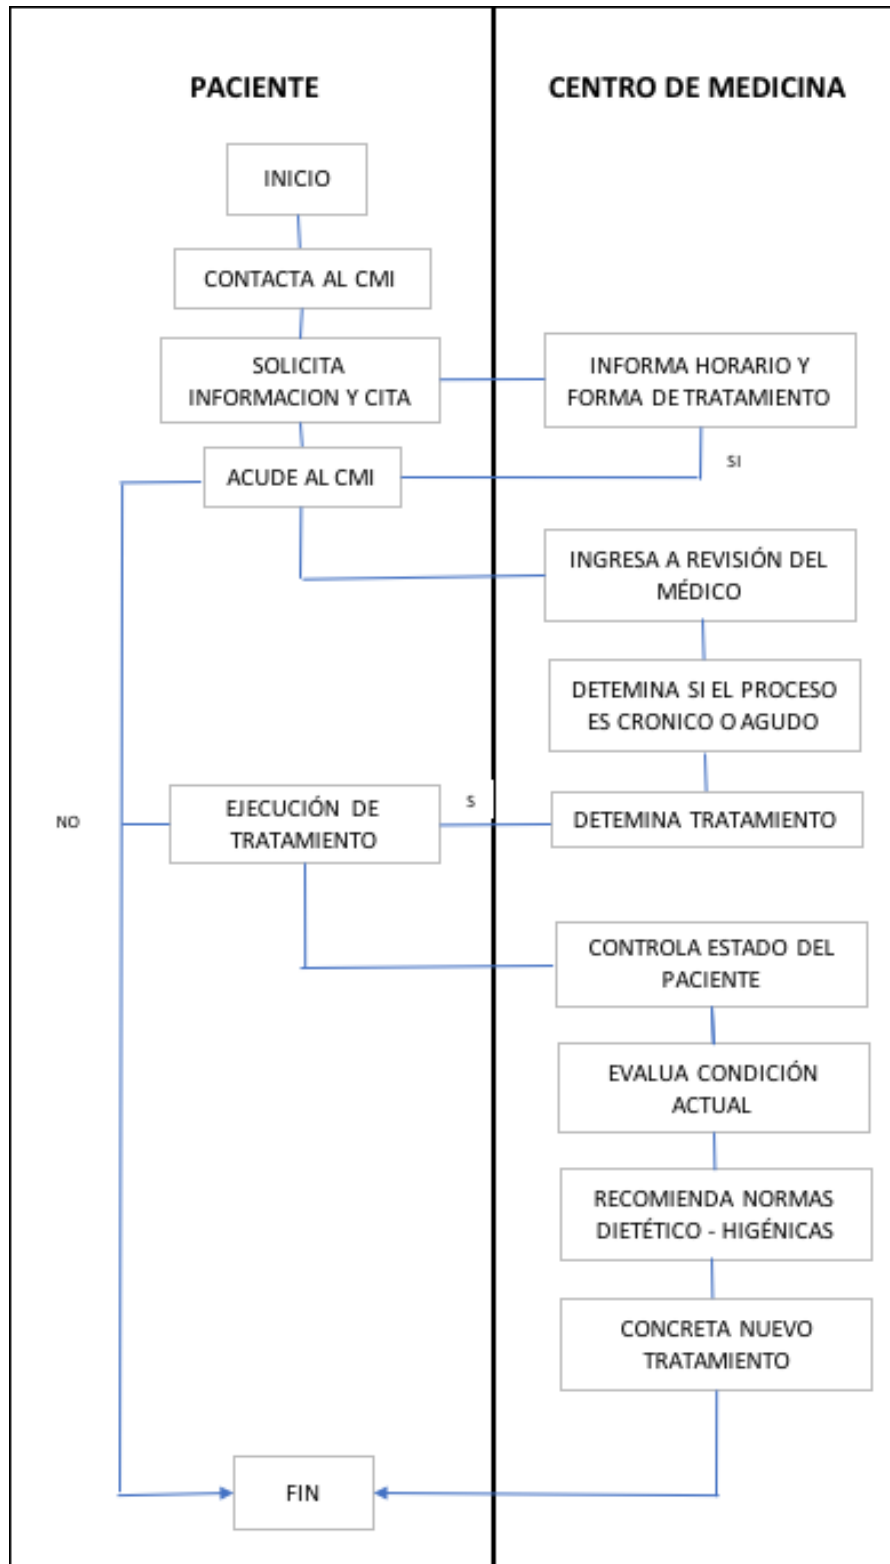 PACIENTE
CENTRO DE MEDICINA
INICIO
CONTACTA AL CMI
SOLICITA
INFORMACION Y CITA
INFORMA HORARIO Y
FORMA DE TRATAMIENTO
SI
ACUDE AL CMI
INGRESA A REVISIÓN DEL
MÉDICO
DETEMINA SI EL PROCESO
ES CRONICO O AGUDO
NO
EJECUCIÓN DE
TRATAMIENTO
S
DETEMINA TRATAMIENTO
CONTROLA ESTADO DEL
PACIENTE
EVALUA CONDICIÓN
ACTUAL
RECOMIENDA NORMAS
DIETÉTICO - HIGÉNICAS
CONCRETA NUEVO
TRATAMIENTO
FIN